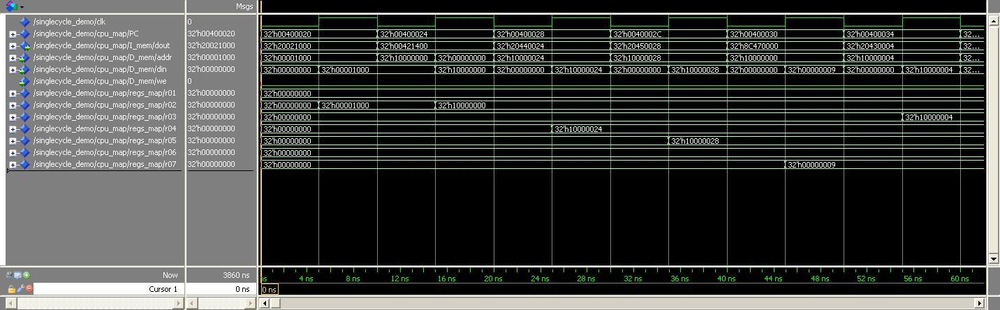 Msgs
/singlecycle_demo/clk 0
/singlecycle_demo/cpu_map/PC 32'h00400020 32'h00400020 32'h00400024 32'h00400028 32'h0040002C 32'h00400030 32'h00400034 32'...
/singlecycle_demo/cpu_map/I_mem/dout 32'h20021000 32'h20021000 32'h00421400 32'h20440024 32'h20450028 32'h8C470000 32'h20430004 32'...
/singlecycle_demo/cpu_map/D_mem/addr 32'h00001000 32'h00001000 32'h10000000 32'h00000000 32'h10000024 32'h10000028 32'h10000000 32'h10000004 32'...
/singlecycle_demo/cpu_map/D_mem/din 32'h00000000 32'h00000000 32'h00001000 32'h10000000 32'h00000000 32'h10000024 32'h00000000 32'h10000028 32'h00000000 32'h00000009 32'h00000000 32'h10000004 32'...
/singlecycle_demo/cpu_map/D_mem/we 0
/singlecycle_demo/cpu_map/regs_map/r01 32'h00000000 32'h00000000
/singlecycle_demo/cpu_map/regs_map/r02 32'h00000000 32'h00000000 32'h00001000 32'h10000000
/singlecycle_demo/cpu_map/regs_map/r03 32'h00000000 32'h00000000 32'h10000004
/singlecycle_demo/cpu_map/regs_map/r04 32'h00000000 32'h00000000 32'h10000024
/singlecycle_demo/cpu_map/regs_map/r05 32'h00000000 32'h00000000 32'h10000028
/singlecycle_demo/cpu_map/regs_map/r06 32'h00000000 32'h00000000
/singlecycle_demo/cpu_map/regs_map/r07 32'h00000000 32'h00000000 32'h00000009
Now 3860 ns ns 4 ns 8 ns 12 ns 16 ns 20 ns 24 ns 28 ns 32 ns 36 ns 40 ns 44 ns 48 ns 52 ns 56 ns 60 ns
Cursor 1 0 ns 0 ns